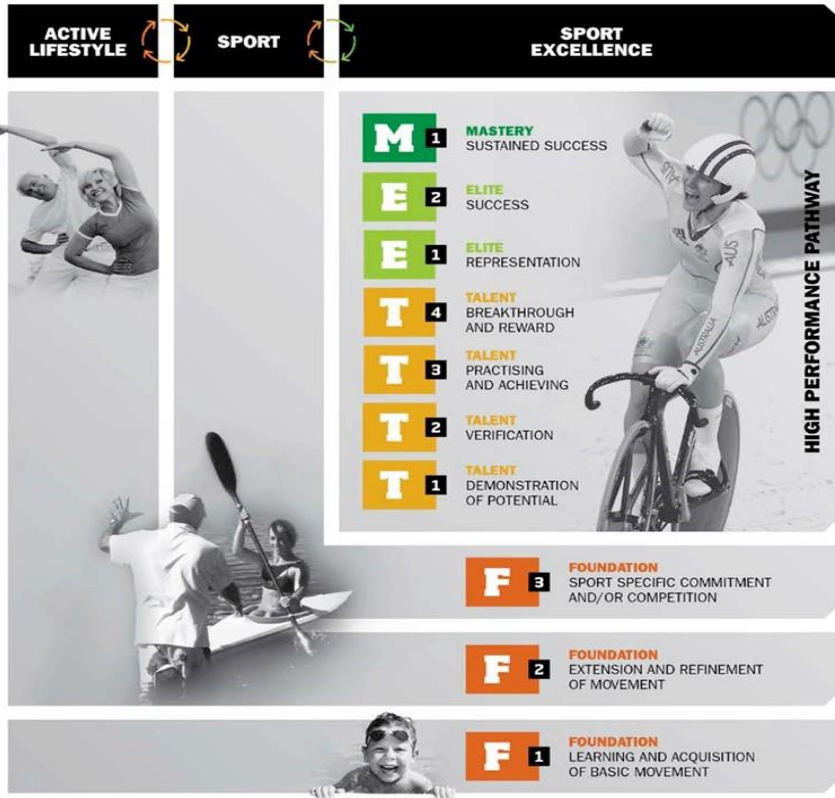 ACTIVE
LIFESTYLE
SPORT
SPORT
EXCELLENCE
M 1 MASTERY
SUSTAINED SUCCESS
E 2 ELITE
SUCCESS
E 1 ELITE
REPRESENTATION
T 4 TALENT
BREAKTHROUGH
AND REWARD
T 3 TALENT
PRACTISING
AND ACHIEVING
T 2 TALENT
VERIFICATION
T 1 TALENT
DEMONSTRATION
OF POTENTIAL
HIGH PERFORMANCE PATHWAY
AUS
AUS
AUSTRALIA
F 3 FOUNDATION
SPORT SPECIFIC COMMITMENT
AND/OR COMPETITION
F 2 FOUNDATION
EXTENSION AND REFINEMENT
OF MOVEMENT
F 1 FOUNDATION
LEARNING AND ACQUISITION
OF BASIC MOVEMENT